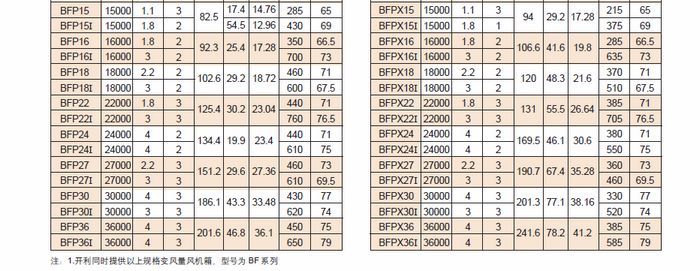 BFP15 15000 1.1 3 82.5 17.4 14.76 285 65 BFPX15 15000 1.1 3 94 29.2 17.28 215 65
BFP15I 15000 1.8 2 54.5 12.96 430 69 BFPX15I 15000 1.8 1 375 69
BFP16 16000 1.8 2 92.3 25.4 17.28 350 66.5 BFPX16 16000 1.8 2 106.6 41.6 19.8 285 66.5
BFP16I 16000 3 2 700 73 BFPX16I 16000 3 2 635 73
BFP18 18000 2.2 2 102.6 29.2 18.72 460 71 BFPX18 18000 2.2 2 120 48.3 21.6 370 71
BFP18I 18000 3 2 600 67.5 BFPX18I 18000 3 2 510 67.5
BFP22 22000 1.8 3 125.4 30.2 23.04 440 71 BFPX22 22000 1.8 3 131 55.5 26.64 385 71
BFP22I 22000 3 2 760 76.5 BFPX22I 22000 3 2 705 76.5
BFP24 24000 4 2 134.4 19.9 23.4 430 71 BFPX24 24000 4 2 169.5 46.1 30.6 380 71
BFP24I 24000 4 2 610 75 BFPX24I 24000 4 2 550 75
BFP27 27000 2.2 3 151.2 29.6 27.36 460 73 BFPX27 27000 2.2 3 190.7 67.4 35.28 360 73
BFP27I 27000 3 3 610 69.5 BFPX27I 27000 3 3 460 69.5
BFP30 30000 4 3 186.1 43.3 33.48 430 77 BFPX30 30000 4 3 201.3 77.1 38.16 330 77
BFP30I 30000 3 3 620 74 BFPX30I 30000 3 3 520 74
BFP36 36000 4 3 201.6 46.8 36.1 450 75 BFPX36 36000 4 3 241.6 78.2 41.2 385 75
BFP36I 36000 4 3 650 79 BFPX36I 36000 4 3 585 79
注：1.开利同时提供以上规格变风量风机箱，型号为 BF 系列